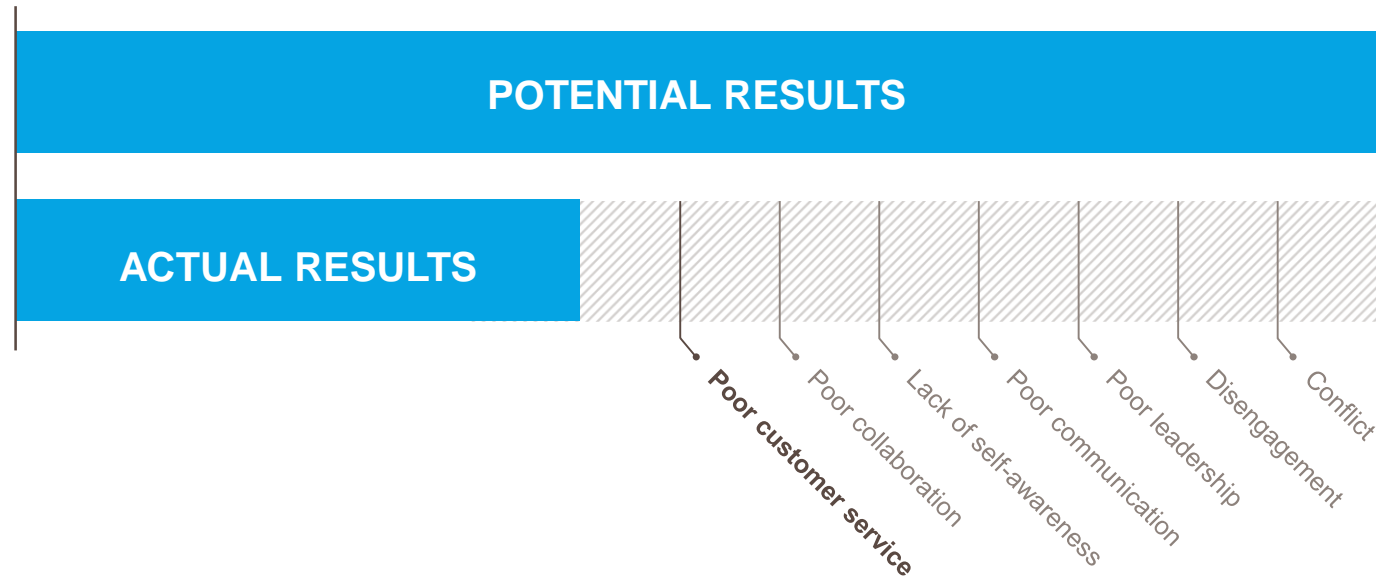 POTENTIAL RESULTS
ACTUAL RESULTS
Poor customer service
Poor collaboration
Lack of self-awareness
Poor communication
Poor leadership
Disengagement
Conflict